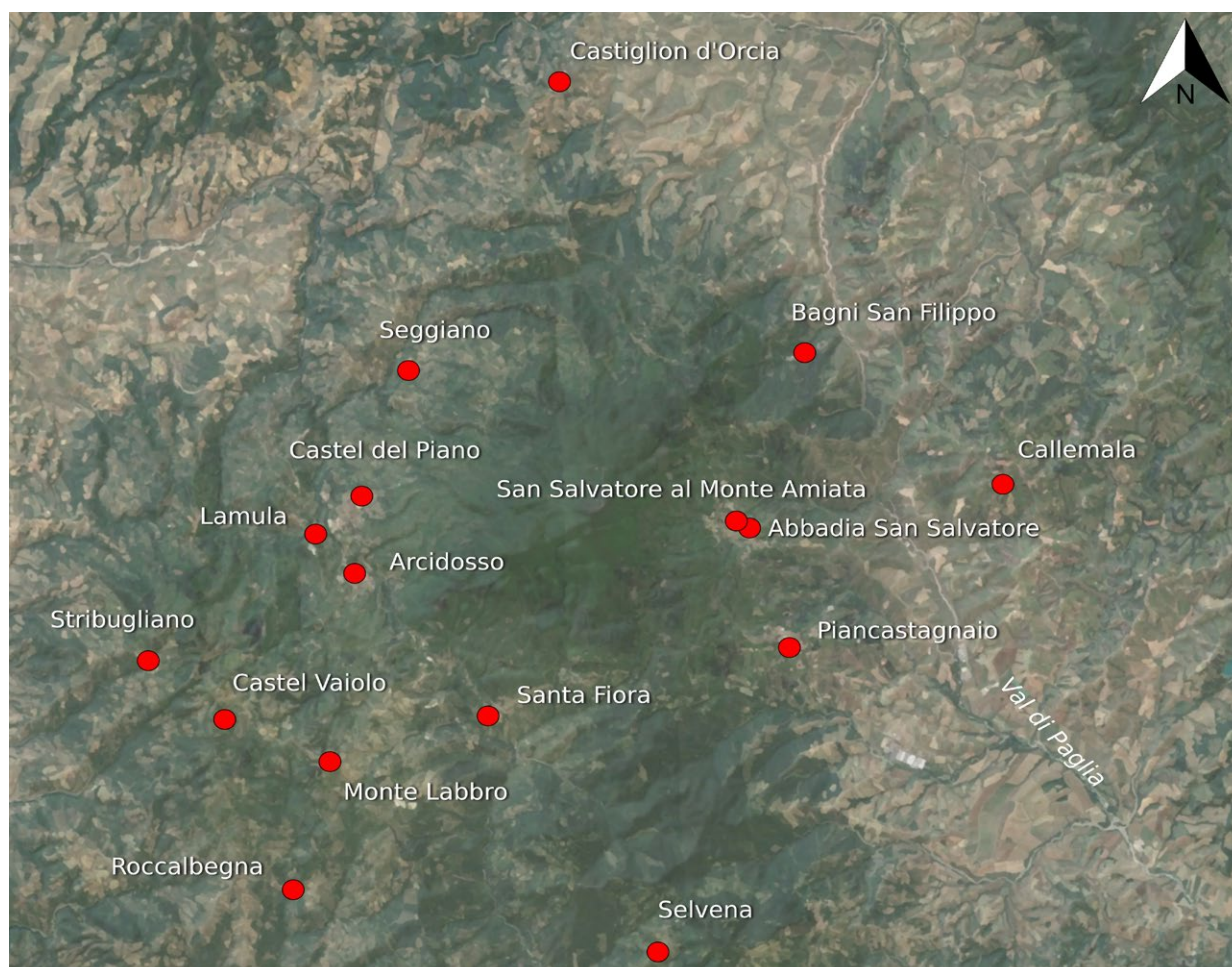 Castiglion d'Orcia
N
Bagni San Filippo
Seggiano
Castel del Piano
Callemala
San Salvatore al Monte Amiata
Lamula
Abbadia San Salvatore
Arcidosso
Stribugliano
Piancastagnaio
Castel Vaiolo
Santa Fiora
Val di Paglia
Monte Labbro
Roccalbegna
Selvena